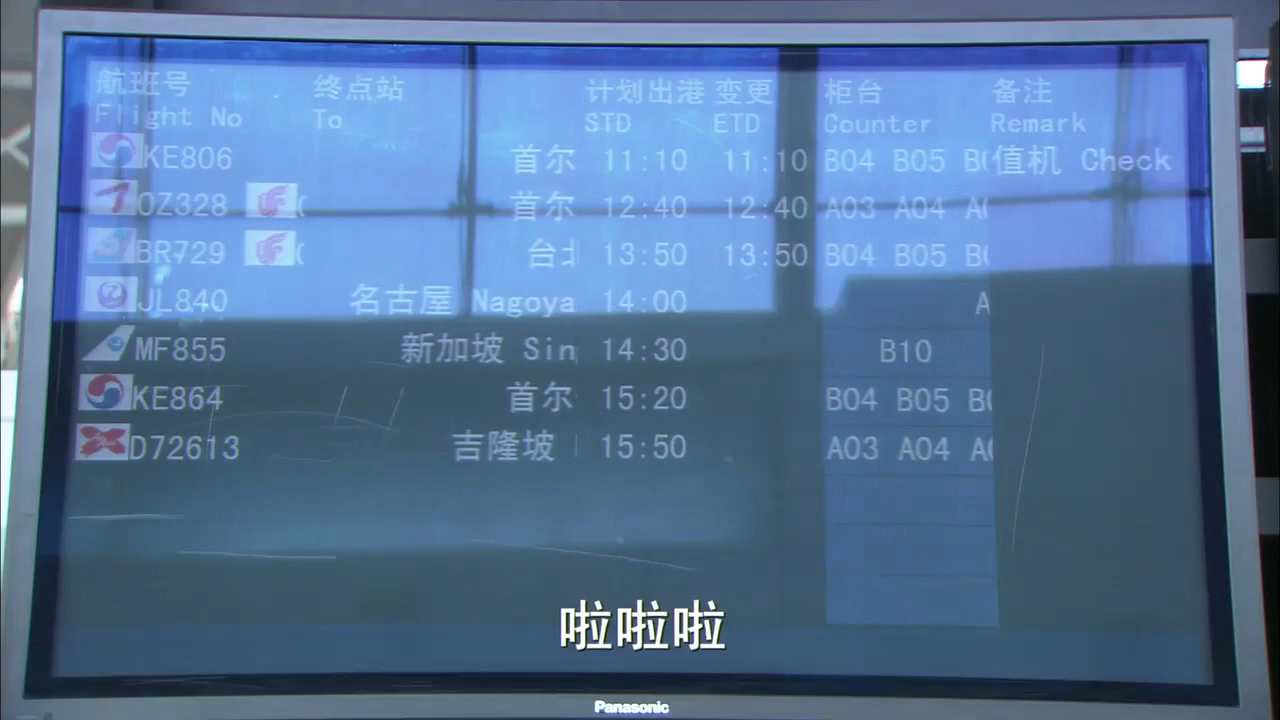 航班号 终点站 计划出港 变更 柜台 备注
Flight No To STD ETD Counter Remark
KE806 首尔 11:10 11:10 B04 B05 值机 Check
OZ328 首尔 12:40 12:40 A03 A04
BR729 台北 13:50 13:50 B04 B05
JL840 名古屋 Nagoya 14:00 A
MF855 新加坡 Sin 14:30 B10
KE864 首尔 15:20 B04 B05
D72613 吉隆坡 15:50 A03 A04
啦啦啦
Panasonic